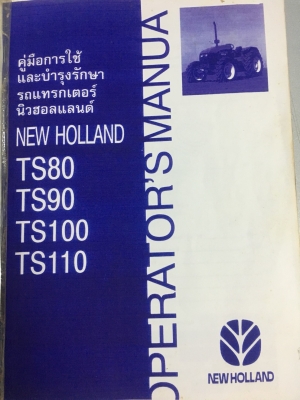 คู่มือการใช้
และบำรุงรักษา
รถแทรกเตอร์
นิวฮอลแลนด์
NEW HOLLAND
TS80
TS90
TS100
TS110
OPERATOR'S MANUA
NEW HOLLAND